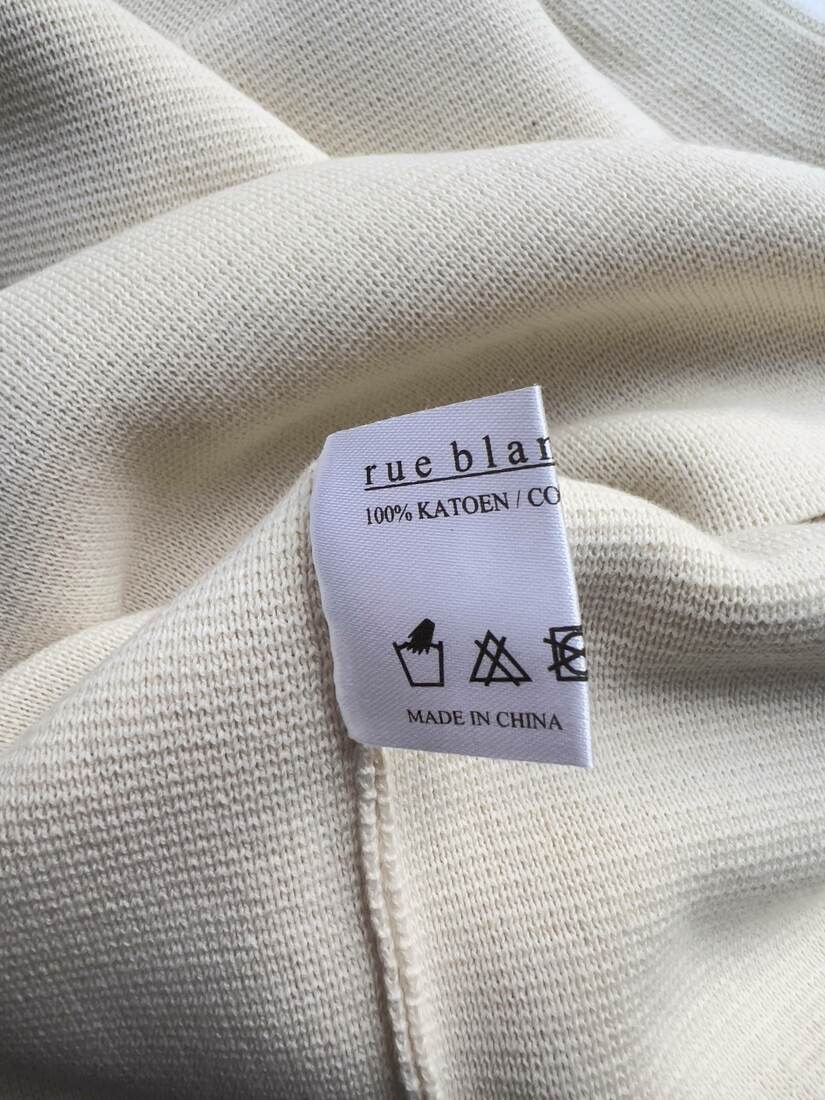 rue blan
100% KATOEN / CO
MADE IN CHINA